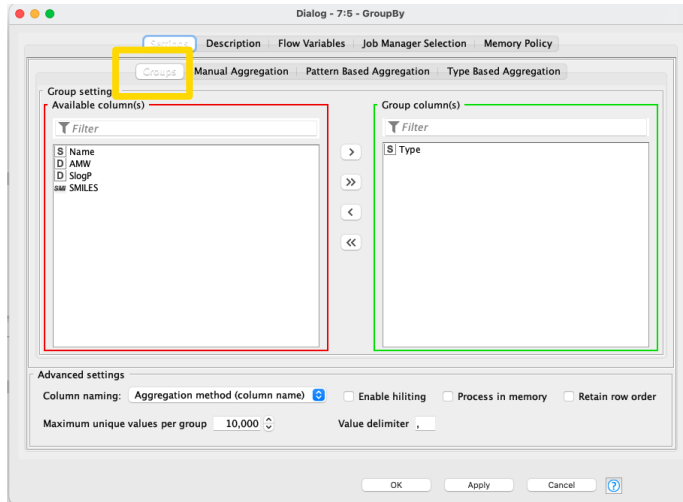 Dialog - 7:5 - GroupBy
Settings Description Flow Variables Job Manager Selection Memory Policy
Groups Manual Aggregation Pattern Based Aggregation Type Based Aggregation
Group setting
Available column(s) Group column(s)
Filter Filter
S Name > S Type
D AMW
D SlogP >>
SMI SMILES
<
<<
Advanced settings
Column naming: Aggregation method (column name) Enable hiliting Process in memory Retain row order
Maximum unique values per group 10,000 Value delimiter ,
OK Apply Cancel ?